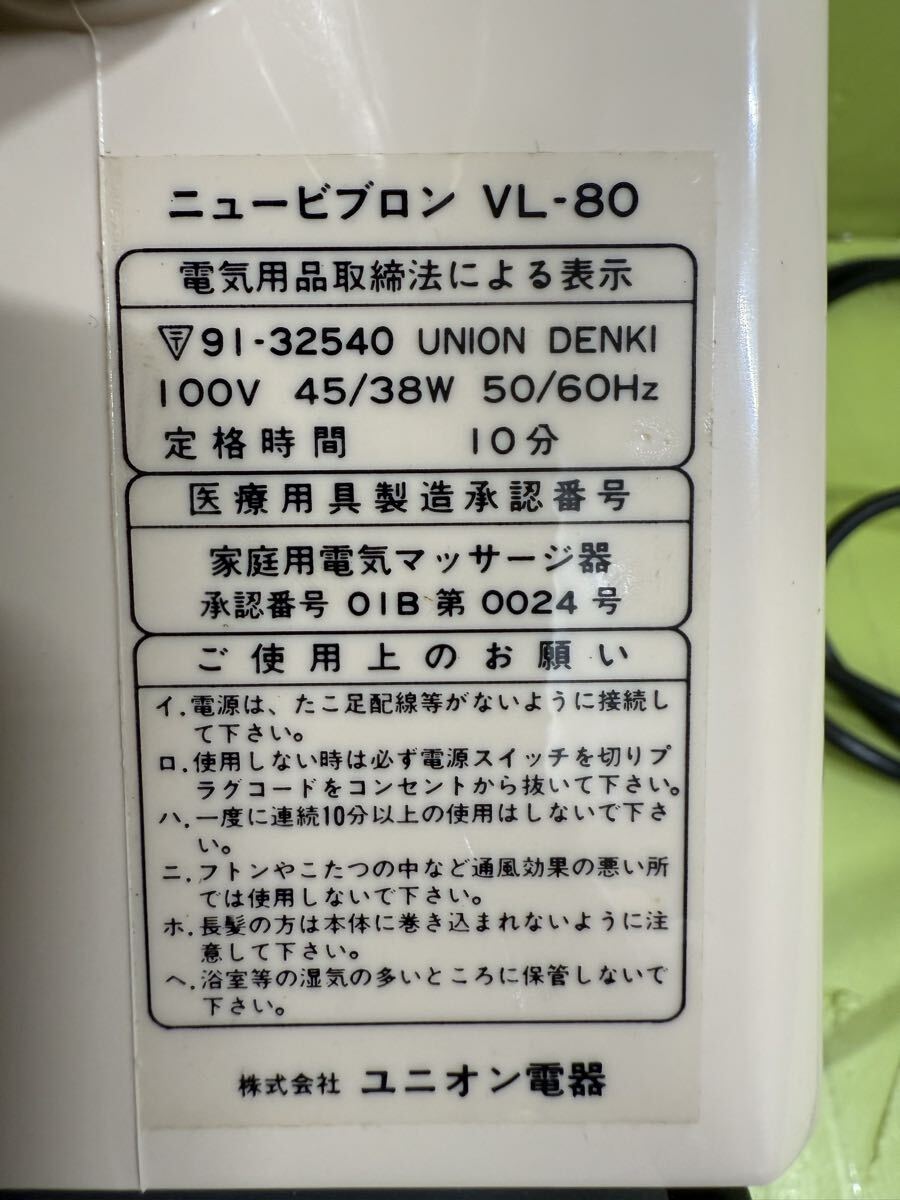 ニュービブロン VL-80
電気用品取締法による表示
91-32540 UNION DENKI
100V 45/38W 50/60Hz
定格時間 10分
医療用具製造承認番号
家庭用電気マッサージ器
承認番号 01B 第 0024 号
ご使用上のお願い
イ.電源は、たこ足配線等がないように接続し
て下さい。
ロ.使用しない時は必ず電源スイッチを切りプ
ラグコードをコンセントから抜いて下さい。
ハ.一度に連続10分以上の使用はしないで下さ
い。
ニ.フトンやこたつの中など通風効果の悪い所
では使用しないで下さい。
ホ.長髪の方は本体に巻き込まれないように注
意して下さい。
ヘ.浴室等の湿気の多いところに保管しないで
下さい。
株式会社 ユニオン電器